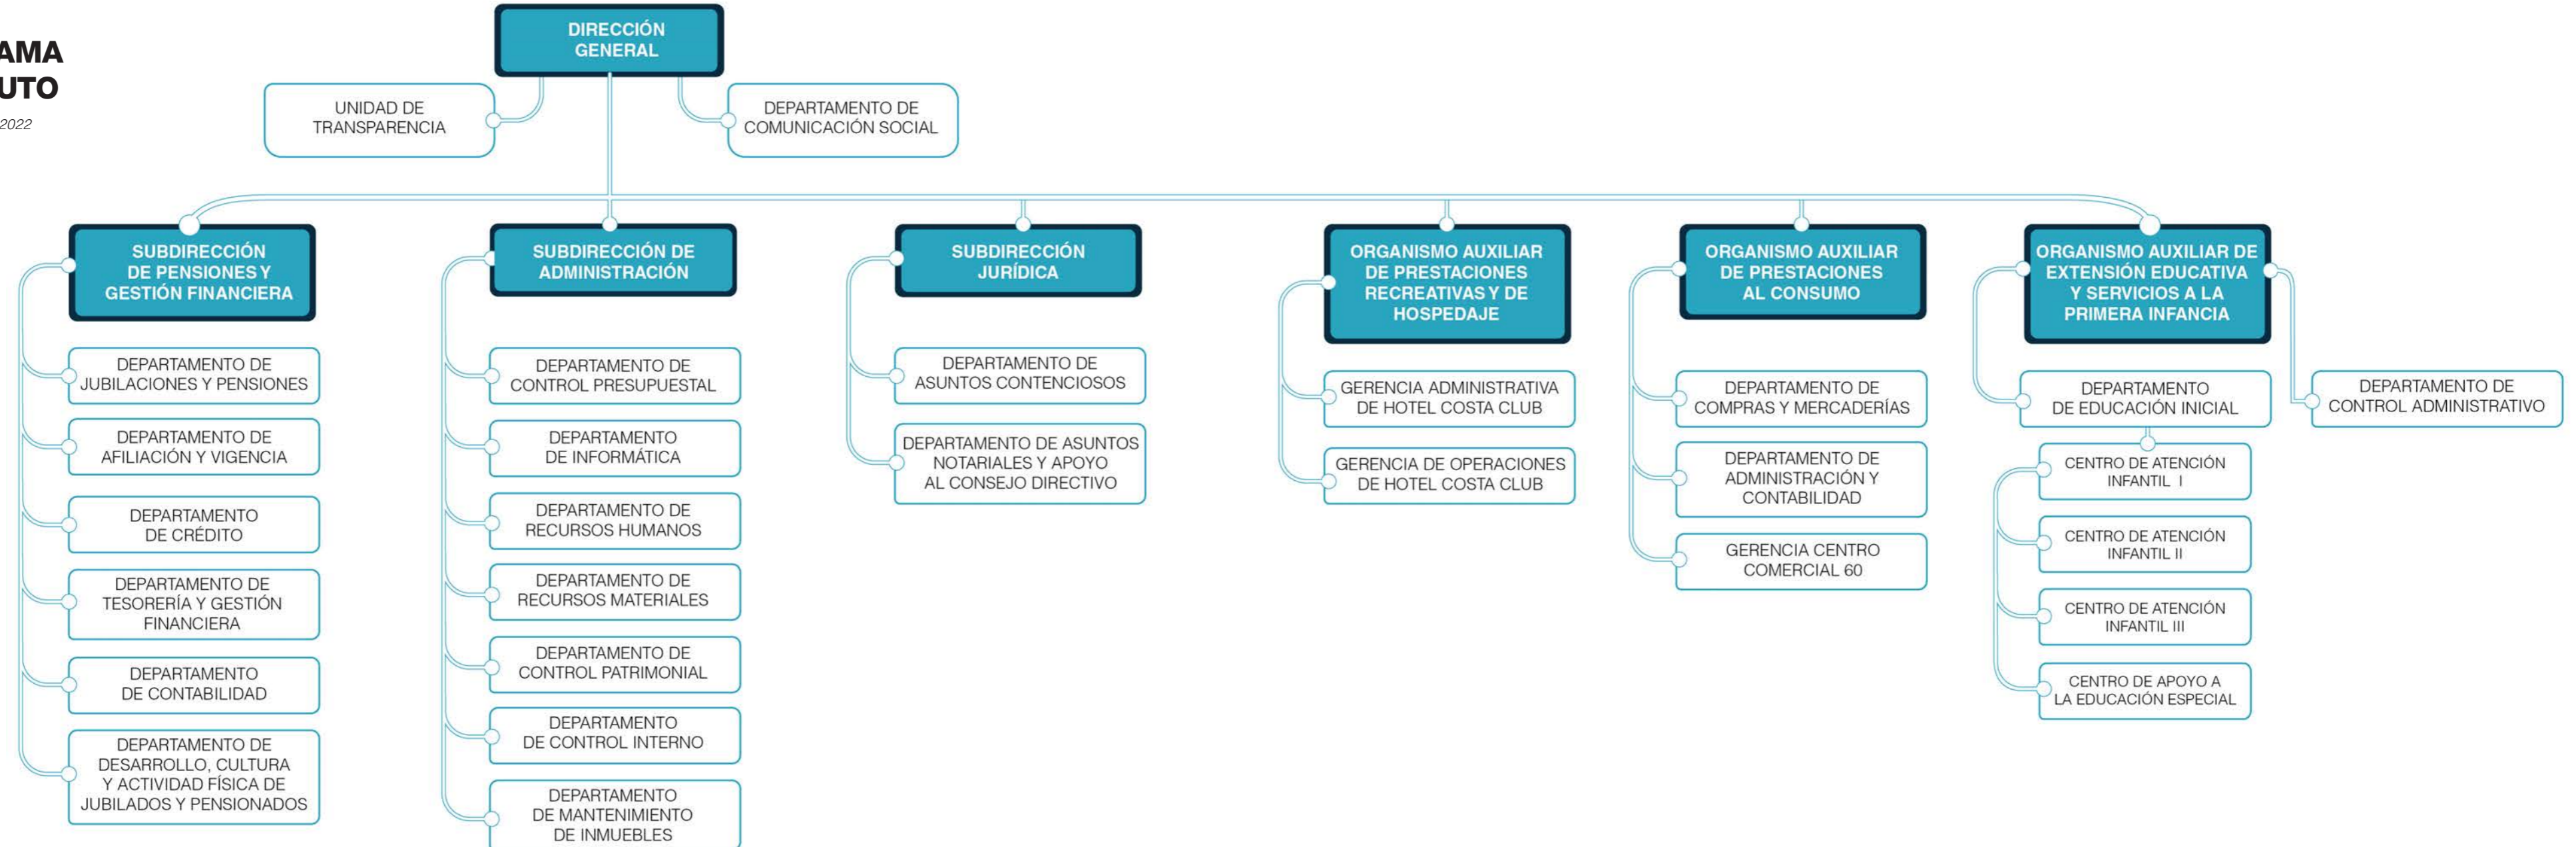 AMA
UTO
2022
DIRECCIÓN
GENERAL
UNIDAD DE
TRANSPARENCIA
DEPARTAMENTO DE
COMUNICACIÓN SOCIAL
SUBDIRECCIÓN
DE PENSIONES Y
GESTIÓN FINANCIERA
DEPARTAMENTO DE
JUBILACIONES Y PENSIONES
DEPARTAMENTO DE
AFILIACIÓN Y VIGENCIA
DEPARTAMENTO
DE CRÉDITO
DEPARTAMENTO DE
TESORERÍA Y GESTIÓN
FINANCIERA
DEPARTAMENTO
DE CONTABILIDAD
DEPARTAMENTO DE
DESARROLLO, CULTURA
Y ACTIVIDAD FÍSICA DE
JUBILADOS Y PENSIONADOS
SUBDIRECCIÓN DE
ADMINISTRACIÓN
DEPARTAMENTO DE
CONTROL PRESUPUESTAL
DEPARTAMENTO
DE INFORMÁTICA
DEPARTAMENTO DE
RECURSOS HUMANOS
DEPARTAMENTO DE
RECURSOS MATERIALES
DEPARTAMENTO DE
CONTROL PATRIMONIAL
DEPARTAMENTO
DE CONTROL INTERNO
DEPARTAMENTO
DE MANTENIMIENTO
DE INMUEBLES
SUBDIRECCIÓN
JURÍDICA
DEPARTAMENTO DE
ASUNTOS CONTENCIOSOS
DEPARTAMENTO DE ASUNTOS
NOTARIALES Y APOYO
AL CONSEJO DIRECTIVO
ORGANISMO AUXILIAR
DE PRESTACIONES
RECREATIVAS Y DE
HOSPEDAJE
GERENCIA ADMINISTRATIVA
DE HOTEL COSTA CLUB
GERENCIA DE OPERACIONES
DE HOTEL COSTA CLUB
ORGANISMO AUXILIAR
DE PRESTACIONES
AL CONSUMO
DEPARTAMENTO DE
COMPRAS Y MERCADERÍAS
DEPARTAMENTO DE
ADMINISTRACIÓN Y
CONTABILIDAD
GERENCIA CENTRO
COMERCIAL 60
ORGANISMO AUXILIAR DE
EXTENSIÓN EDUCATIVA
Y SERVICIOS A LA
PRIMERA INFANCIA
DEPARTAMENTO
DE EDUCACIÓN INICIAL
CENTRO DE ATENCIÓN
INFANTIL I
CENTRO DE ATENCIÓN
INFANTIL II
CENTRO DE ATENCIÓN
INFANTIL III
CENTRO DE APOYO A
LA EDUCACIÓN ESPECIAL
DEPARTAMENTO DE
CONTROL ADMINISTRATIVO